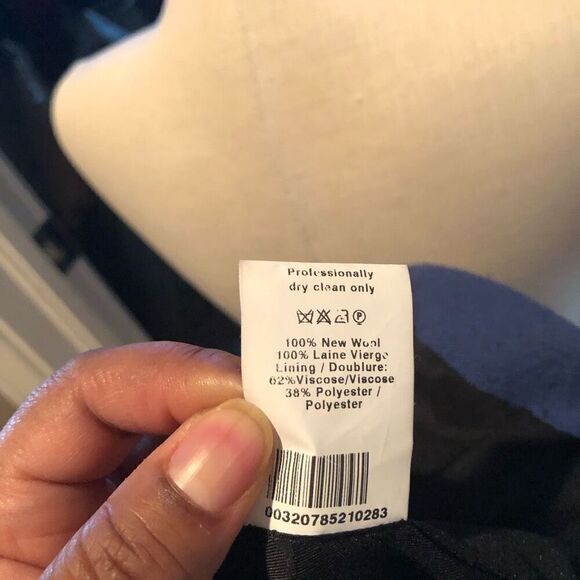 Professionally
dry clean only
100% New Wool
100% Laine Vierge
Lining / Doublure:
62%Viscose/Viscose
38% Polyester /
Polyester
00320785210283